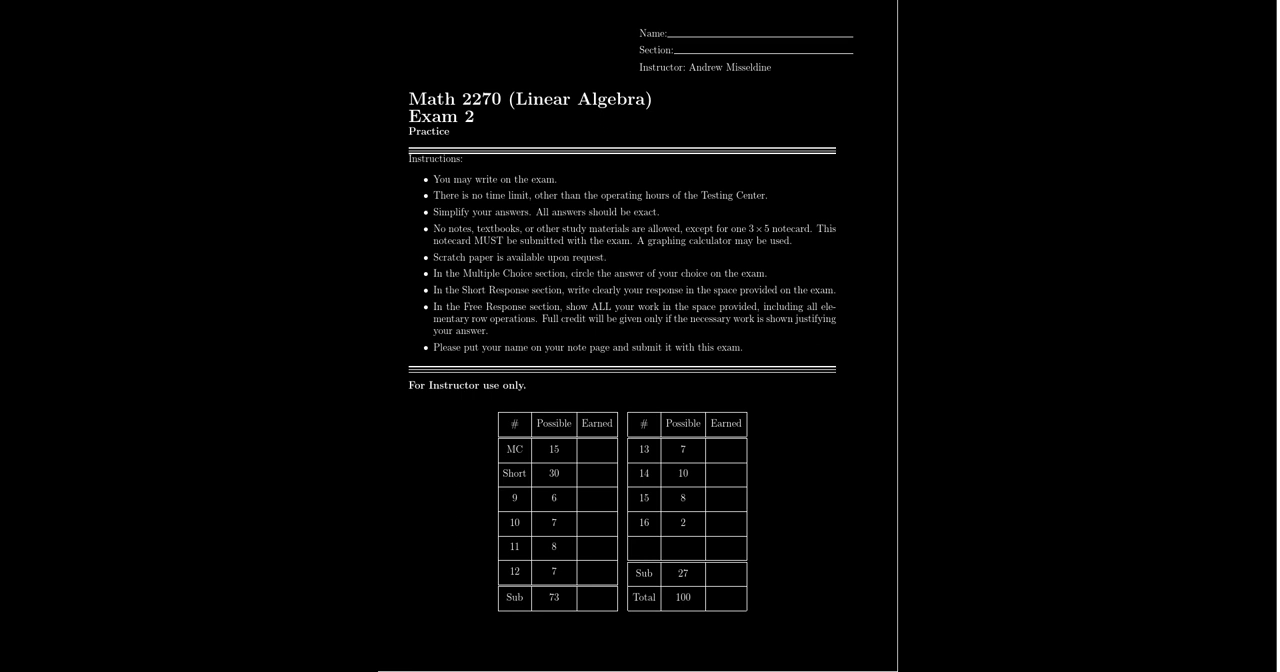 Name:
Section:
Instructor: Andrew Misseldine
Math 2270 (Linear Algebra)
Exam 2
Practice
Instructions:
• You may write on the exam.
• There is no time limit, other than the operating hours of the Testing Center.
• Simplify your answers. All answers should be exact.
• No notes, textbooks, or other study materials are allowed, except for one 3 × 5 notecard. This
notecard MUST be submitted with the exam. A graphing calculator may be used.
• Scratch paper is available upon request.
• In the Multiple Choice section, circle the answer of your choice on the exam.
• In the Short Response section, write clearly your response in the space provided on the exam.
• In the Free Response section, show ALL your work in the space provided, including all ele-
mentary row operations. Full credit will be given only if the necessary work is shown justifying
your answer.
• Please put your name on your note page and submit it with this exam.
For Instructor use only.
# Possible Earned
MC 15
Short 30
9 6
10 7
11 8
12 7
Sub 73
# Possible Earned
13 7
14 10
15 8
16 2
Sub 27
Total 100